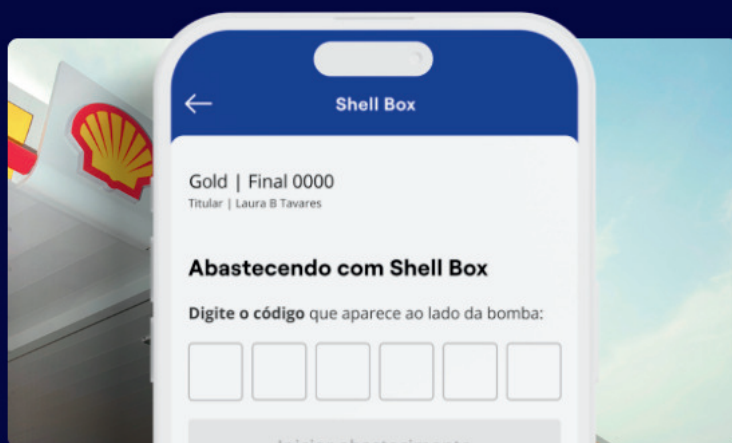 Shell Box
Gold | Final 0000
Titular | Laura B Tavares
Abastecendo com Shell Box
Digite o código que aparece ao lado da bomba: